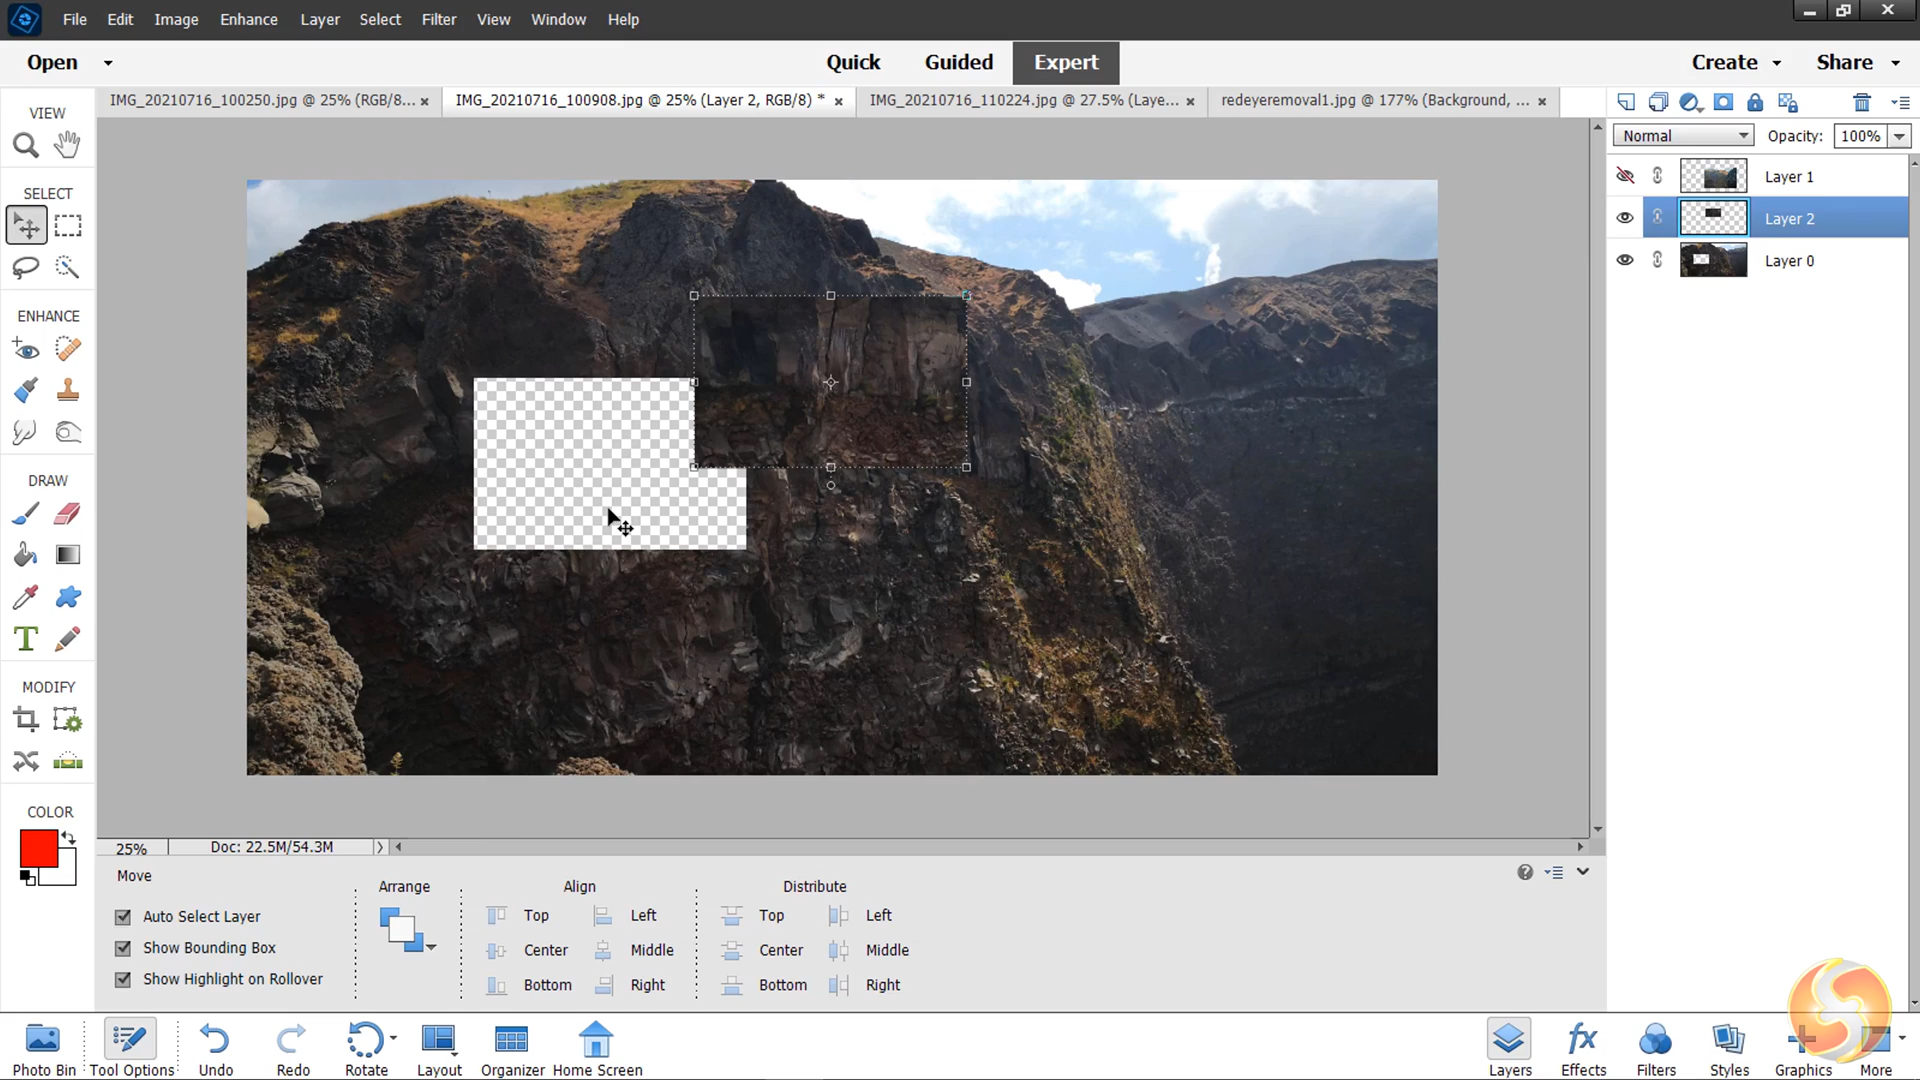 File Edit Image Enhance Layer Select Filter View Window Help
Open Quick Guided Expert Create Share
IMG_20210716_100250.jpg @ 25% (RGB/8... IMG_20210716_100908.jpg @ 25% (Layer 2, RGB/8) * IMG_20210716_110224.jpg @ 27.5% (Laye... redeyeremoval1.jpg @ 177% (Background, ...
VIEW
Normal Opacity: 100%
Layer 1
SELECT
Layer 2
Layer 0
ENHANCE
DRAW
T
MODIFY
COLOR
25% Doc: 22.5M/54.3M
Move
Arrange Align Distribute
Auto Select Layer Top Left Top Left
Show Bounding Box Center Middle Center Middle
Show Highlight on Rollover Bottom Right Bottom Right
fx
Photo Bin Tool Options Undo Redo Rotate Layout Organizer Home Screen Layers Effects Filters Styles Graphics More